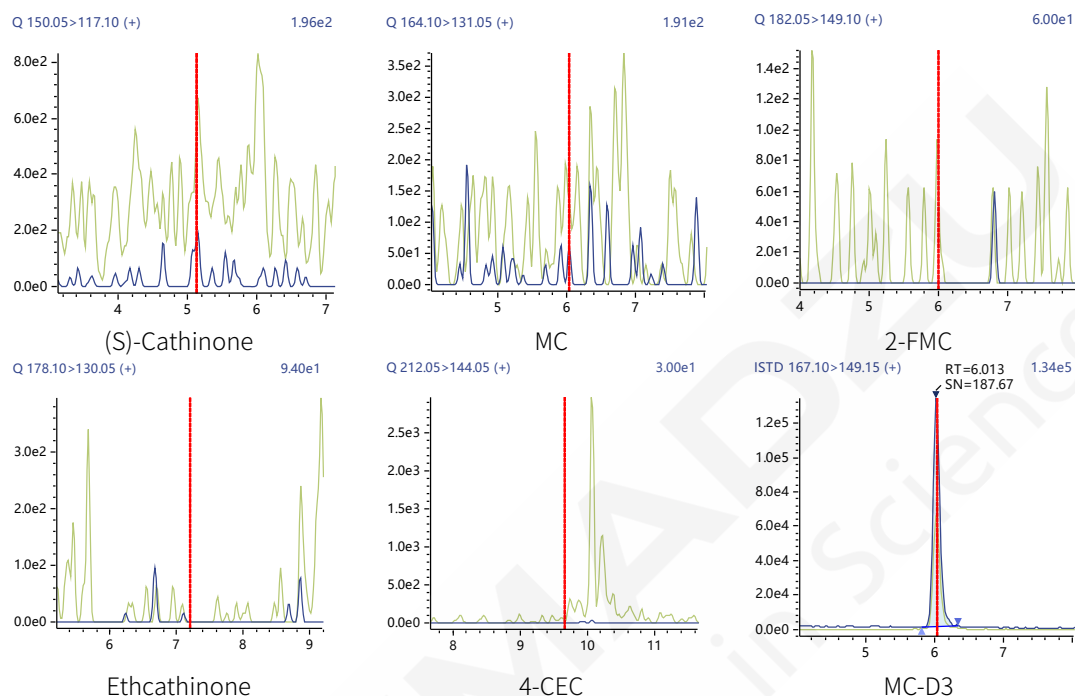 Q 150.05>117.10 (+) 1.96e2
8.0e2
6.0e2
4.0e2
2.0e2
0.0e0
4 5 6 7
(S)-Cathinone
Q 164.10>131.05 (+) 1.91e2
3.5e2
3.0e2
2.5e2
2.0e2
1.5e2
1.0e2
5.0e1
0.0e0
5 6 7 8
MC
Q 182.05>149.10 (+) 6.00e1
1.4e2
1.2e2
1.0e2
8.0e1
6.0e1
4.0e1
2.0e1
0.0e0
4 5 6 7
2-FMC
Q 178.10>130.05 (+) 9.40e1
3.0e2
2.0e2
1.0e2
0.0e0
6 7 8 9
Ethcathinone
Q 212.05>144.05 (+) 3.00e1
2.5e3
2.0e3
1.5e3
1.0e3
5.0e2
0.0e0
8 9 10 11
4-CEC
ISTD 167.10>149.15 (+) 1.34e5
RT=6.013
SN=187.67
1.2e5
1.0e5
8.0e4
6.0e4
4.0e4
2.0e4
0.0e0
5 6 7 8
MC-D3
MADZU
in Science